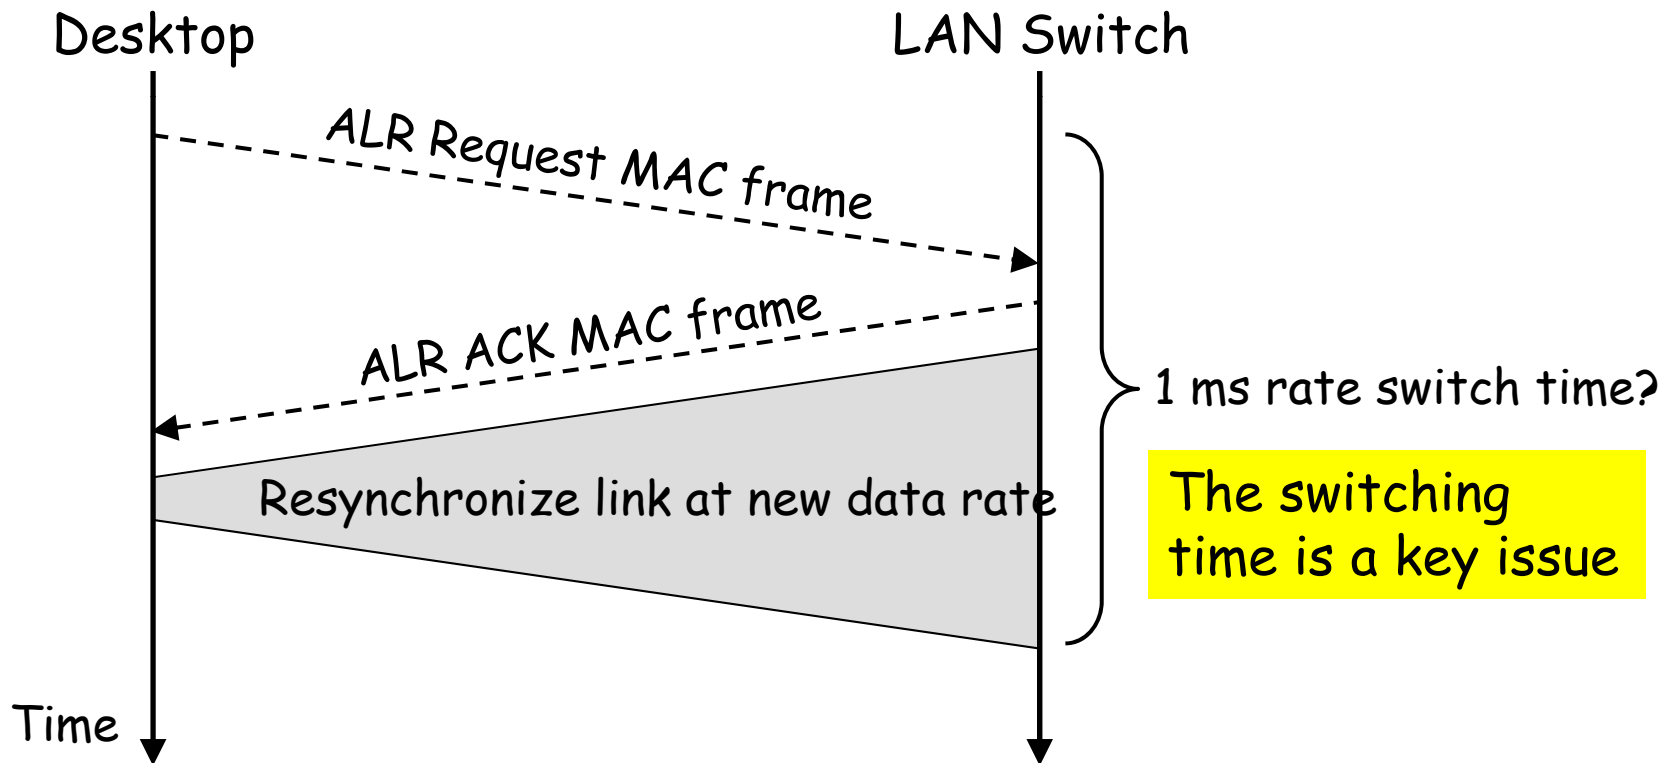 Desktop
LAN Switch
ALR Request MAC frame
ALR ACK MAC frame
1 ms rate switch time?
Resynchronize link at new data rate
The switching
time is a key issue
Time